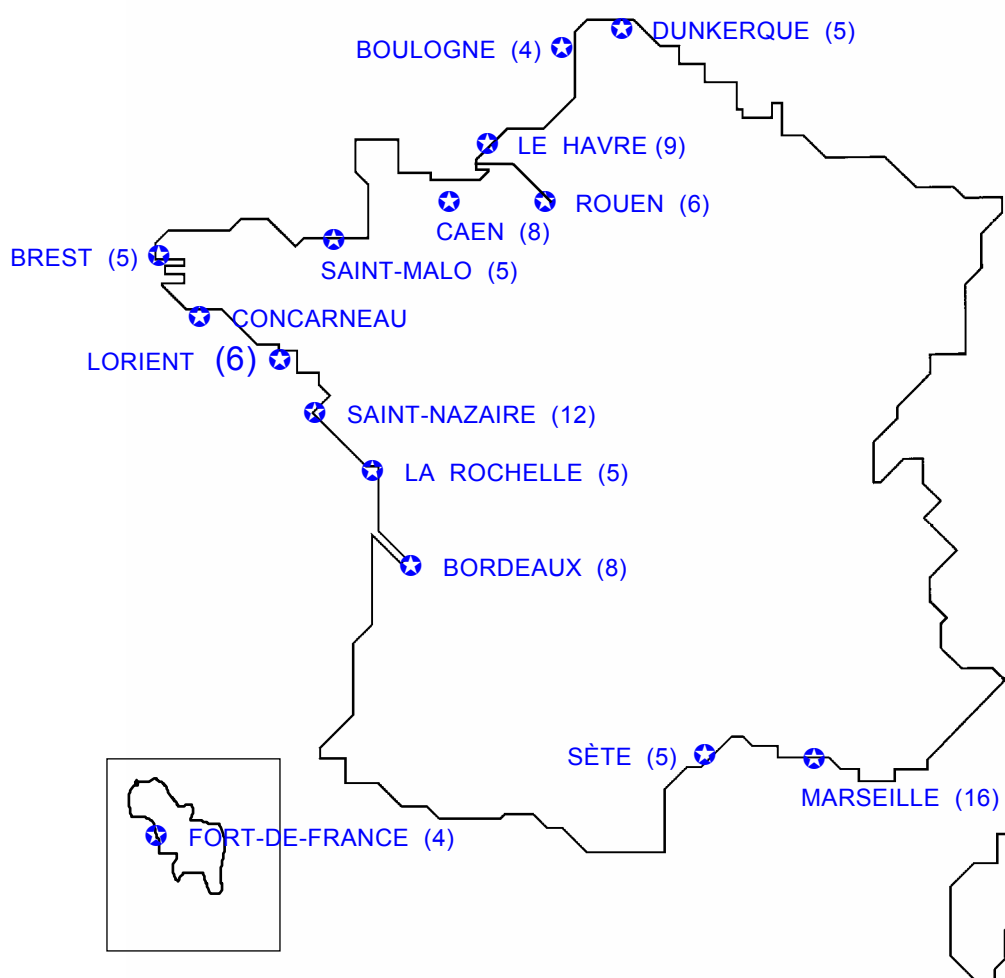 DUNKERQUE (5)
BOULOGNE (4)
LE HAVRE (9)
ROUEN (6)
CAEN (8)
BREST (5)
SAINT-MALO (5)
CONCARNEAU
LORIENT (6)
SAINT-NAZAIRE (12)
LA ROCHELLE (5)
BORDEAUX (8)
SÈTE (5)
MARSEILLE (16)
FORT-DE-FRANCE (4)